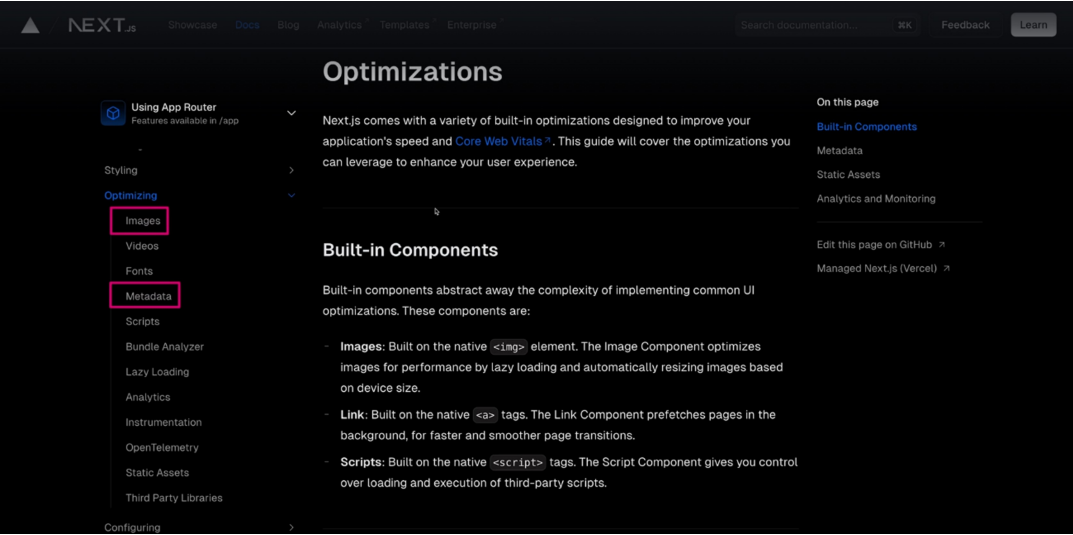 NEXT.JS
Showcase
Docs
Blog
Analytics
Templates
Enterprise
Search documentation...
⌘K
Feedback
Learn
Using App Router
Features available in /app
Styling
Optimizing
Images
Videos
Fonts
Metadata
Scripts
Bundle Analyzer
Lazy Loading
Analytics
Instrumentation
OpenTelemetry
Static Assets
Third Party Libraries
Configuring
Optimizations
Next.js comes with a variety of built-in optimizations designed to improve your
application's speed and Core Web Vitals↗. This guide will cover the optimizations you
can leverage to enhance your user experience.
Built-in Components
Built-in components abstract away the complexity of implementing common UI
optimizations. These components are:
– Images: Built on the native <img> element. The Image Component optimizes
images for performance by lazy loading and automatically resizing images based
on device size.
– Link: Built on the native <a> tags. The Link Component prefetches pages in the
background, for faster and smoother page transitions.
– Scripts: Built on the native <script> tags. The Script Component gives you control
over loading and execution of third-party scripts.
On this page
Built-in Components
Metadata
Static Assets
Analytics and Monitoring
Edit this page on GitHub ↗
Managed Next.js (Vercel) ↗